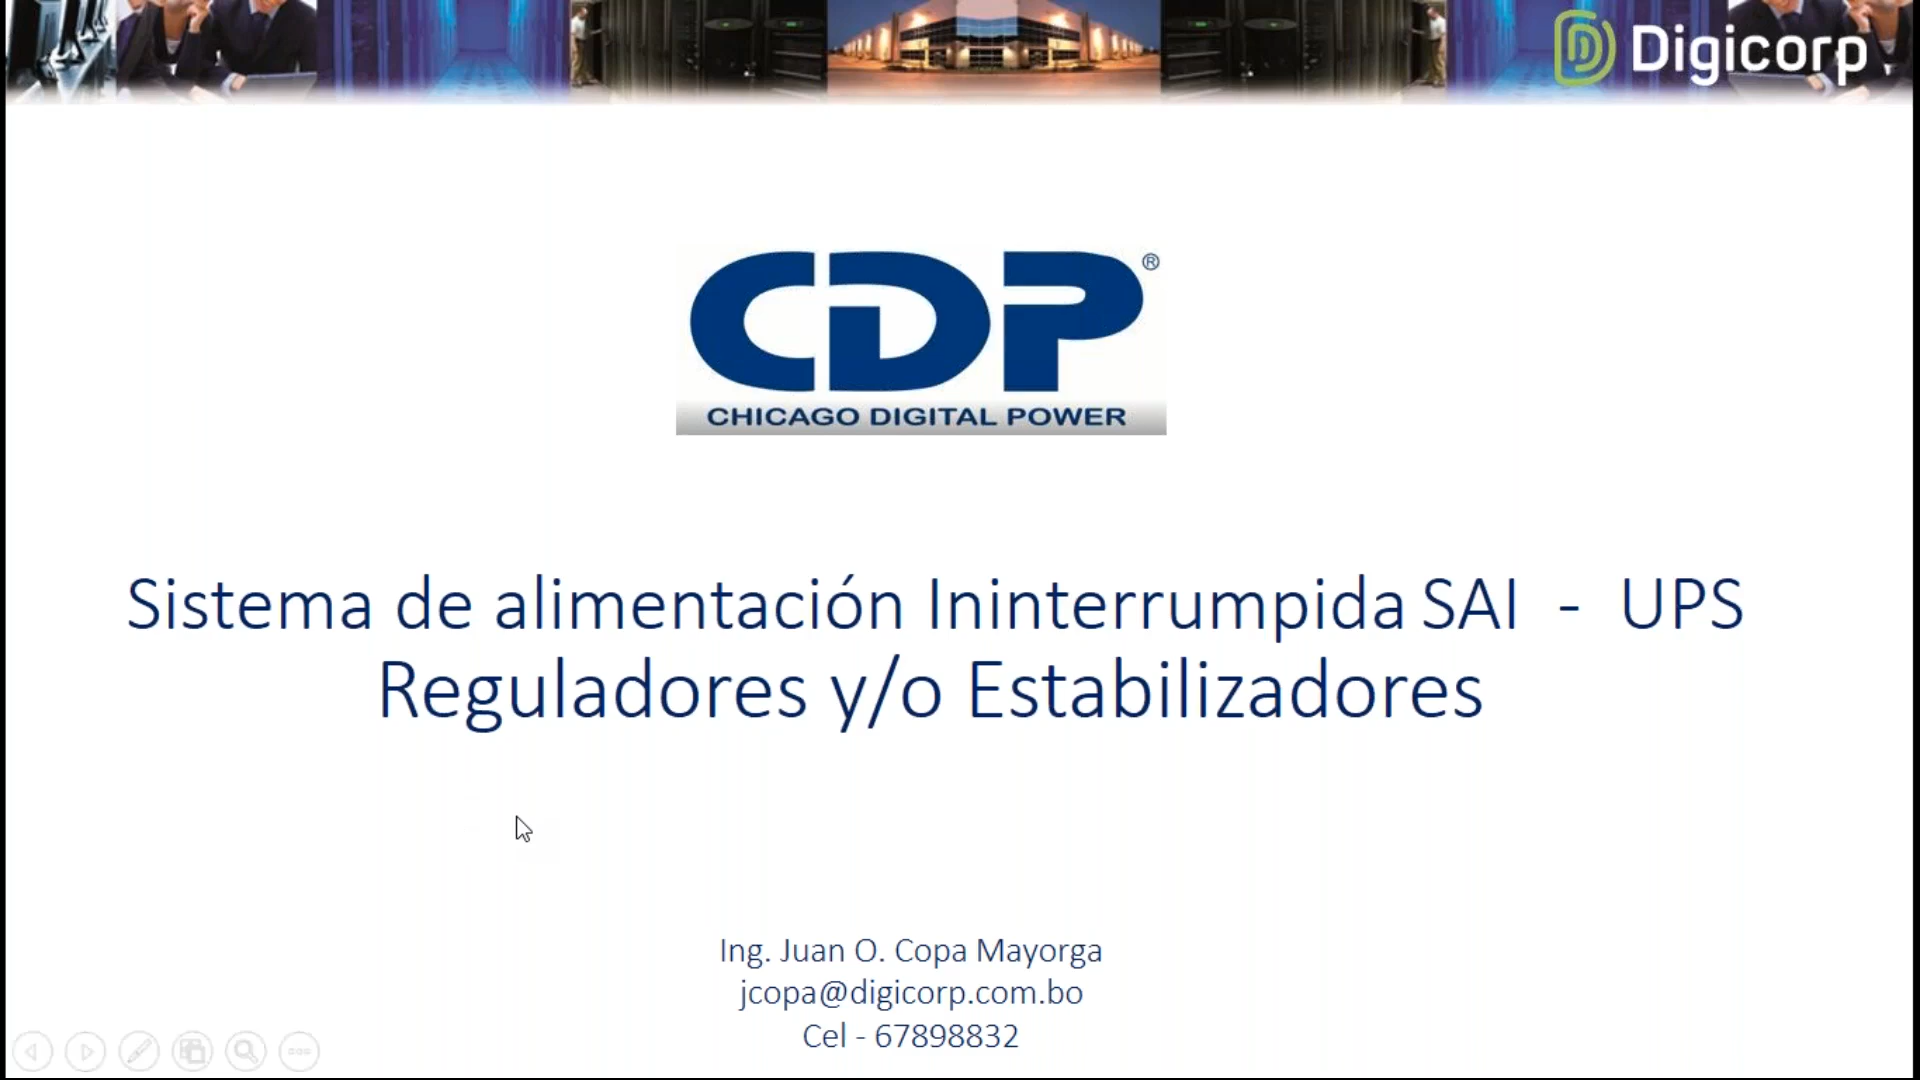 Digicorp
CDP®
CHICAGO DIGITAL POWER
Sistema de alimentación Ininterrumpida SAI - UPS
Reguladores y/o Estabilizadores
Ing. Juan O. Copa Mayorga
jcopa@digicorp.com.bo
Cel - 67898832